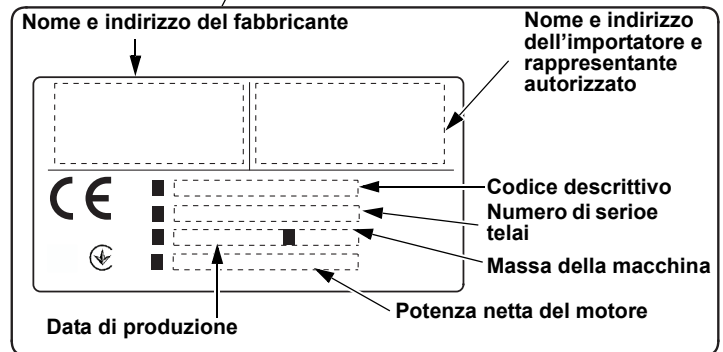 Nome e indirizzo del fabbricante
Nome e indirizzo
dell'importatore e
rappresentante
autorizzato
CE
Codice descrittivo
Numero di serioe
telai
Massa della macchina
Potenza netta del motore
Data di produzione